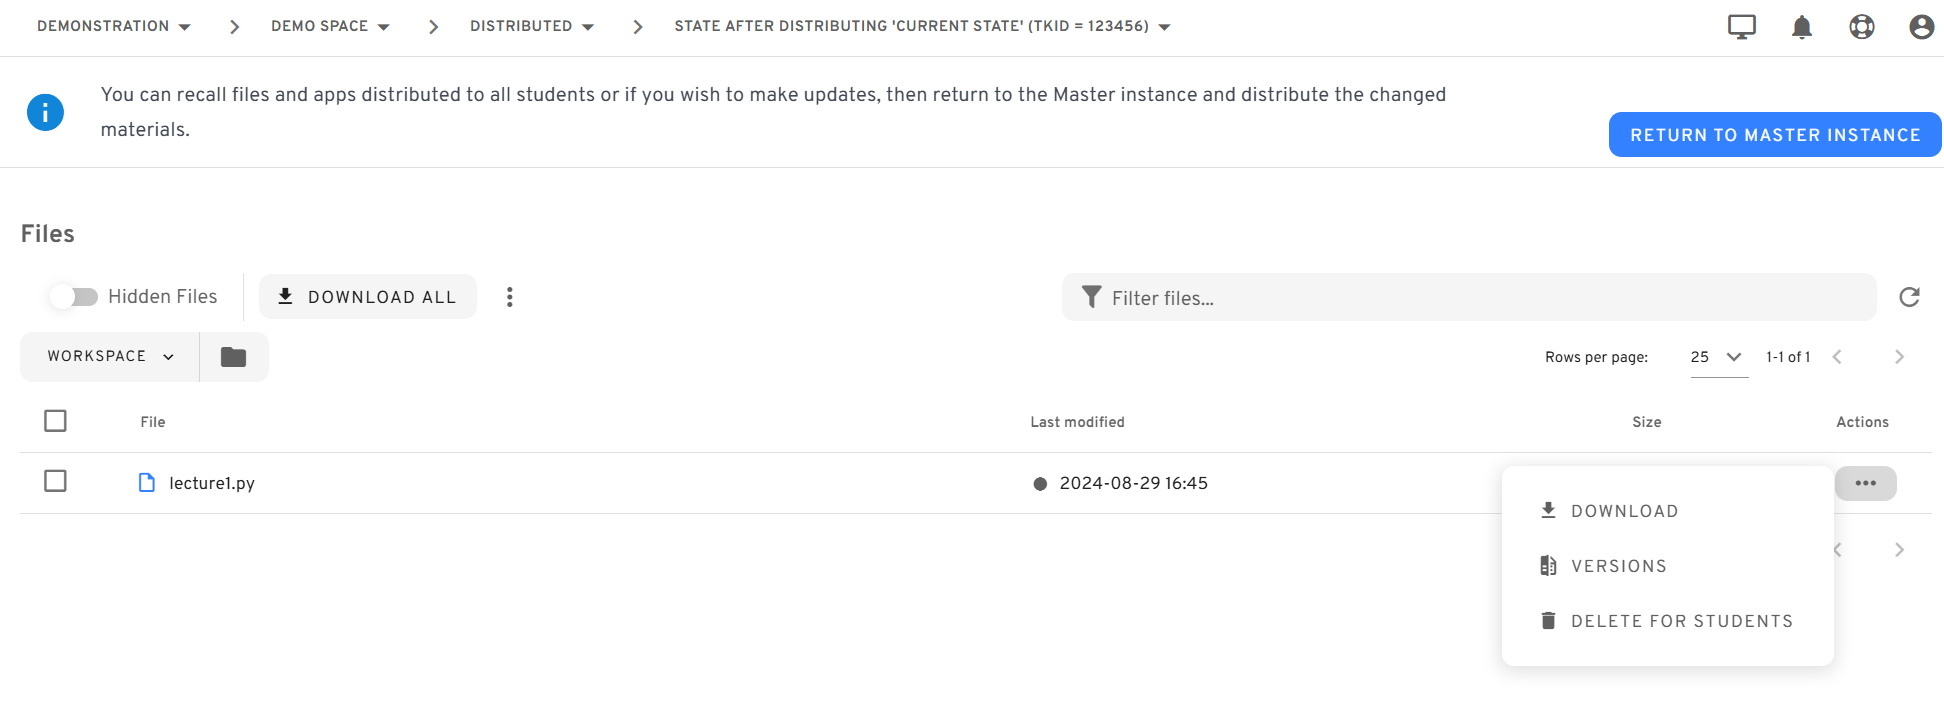 DEMONSTRATION DEMO SPACE DISTRIBUTED STATE AFTER DISTRIBUTING 'CURRENT STATE' (TKID = 123456)
You can recall files and apps distributed to all students or if you wish to make updates, then return to the Master instance and distribute the changed
materials.
RETURN TO MASTER INSTANCE
Files
Hidden Files DOWNLOAD ALL Filter files...
WORKSPACE Rows per page: 25 1-1 of 1
File Last modified Size Actions
lecture1.py 2024-08-29 16:45
DOWNLOAD
VERSIONS
DELETE FOR STUDENTS